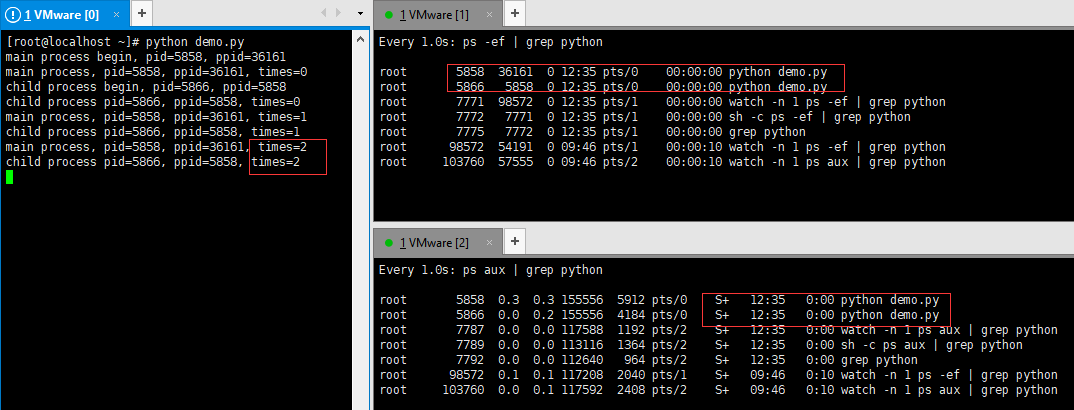 1 VMware [0] × +
[root@localhost ~]# python demo.py
main process begin, pid=5858, ppid=36161
main process, pid=5858, ppid=36161, times=0
child process begin, pid=5866, ppid=5858
child process pid=5866, ppid=5858, times=0
main process, pid=5858, ppid=36161, times=1
child process pid=5866, ppid=5858, times=1
main process, pid=5858, ppid=36161, times=2
child process pid=5866, ppid=5858, times=2
1 VMware [1] × +
Every 1.0s: ps -ef | grep python
root 5858 36161 0 12:35 pts/0 00:00:00 python demo.py
root 5866 5858 0 12:35 pts/0 00:00:00 python demo.py
root 7771 98572 0 12:35 pts/1 00:00:00 watch -n 1 ps -ef | grep python
root 7772 7771 0 12:35 pts/1 00:00:00 sh -c ps -ef | grep python
root 7775 7772 0 12:35 pts/1 00:00:00 grep python
root 98572 54191 0 09:46 pts/1 00:00:10 watch -n 1 ps -ef | grep python
root 103760 57555 0 09:46 pts/2 00:00:10 watch -n 1 ps aux | grep python
1 VMware [2] × +
Every 1.0s: ps aux | grep python
root 5858 0.3 0.3 155556 5912 pts/0 S+ 12:35 0:00 python demo.py
root 5866 0.0 0.2 155556 4184 pts/0 S+ 12:35 0:00 python demo.py
root 7787 0.0 0.0 117588 1192 pts/2 S+ 12:35 0:00 watch -n 1 ps aux | grep python
root 7789 0.0 0.0 113116 1364 pts/2 S+ 12:35 0:00 sh -c ps aux | grep python
root 7792 0.0 0.0 112640 964 pts/2 S+ 12:35 0:00 grep python
root 98572 0.1 0.1 117208 2040 pts/1 S+ 09:46 0:10 watch -n 1 ps -ef | grep python
root 103760 0.0 0.1 117592 2408 pts/2 S+ 09:46 0:10 watch -n 1 ps aux | grep python